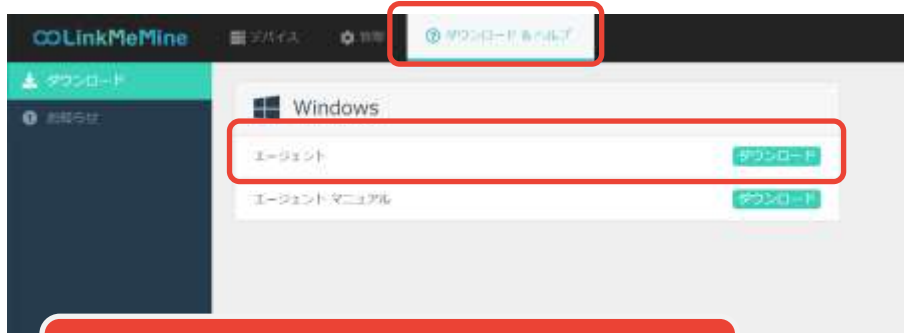 LinkMeMine
デバイス
管理
ダウンロード & ヘルプ
ダウンロード
お知らせ
Windows
エージェント
ダウンロード
エージェント マニュアル
ダウンロード